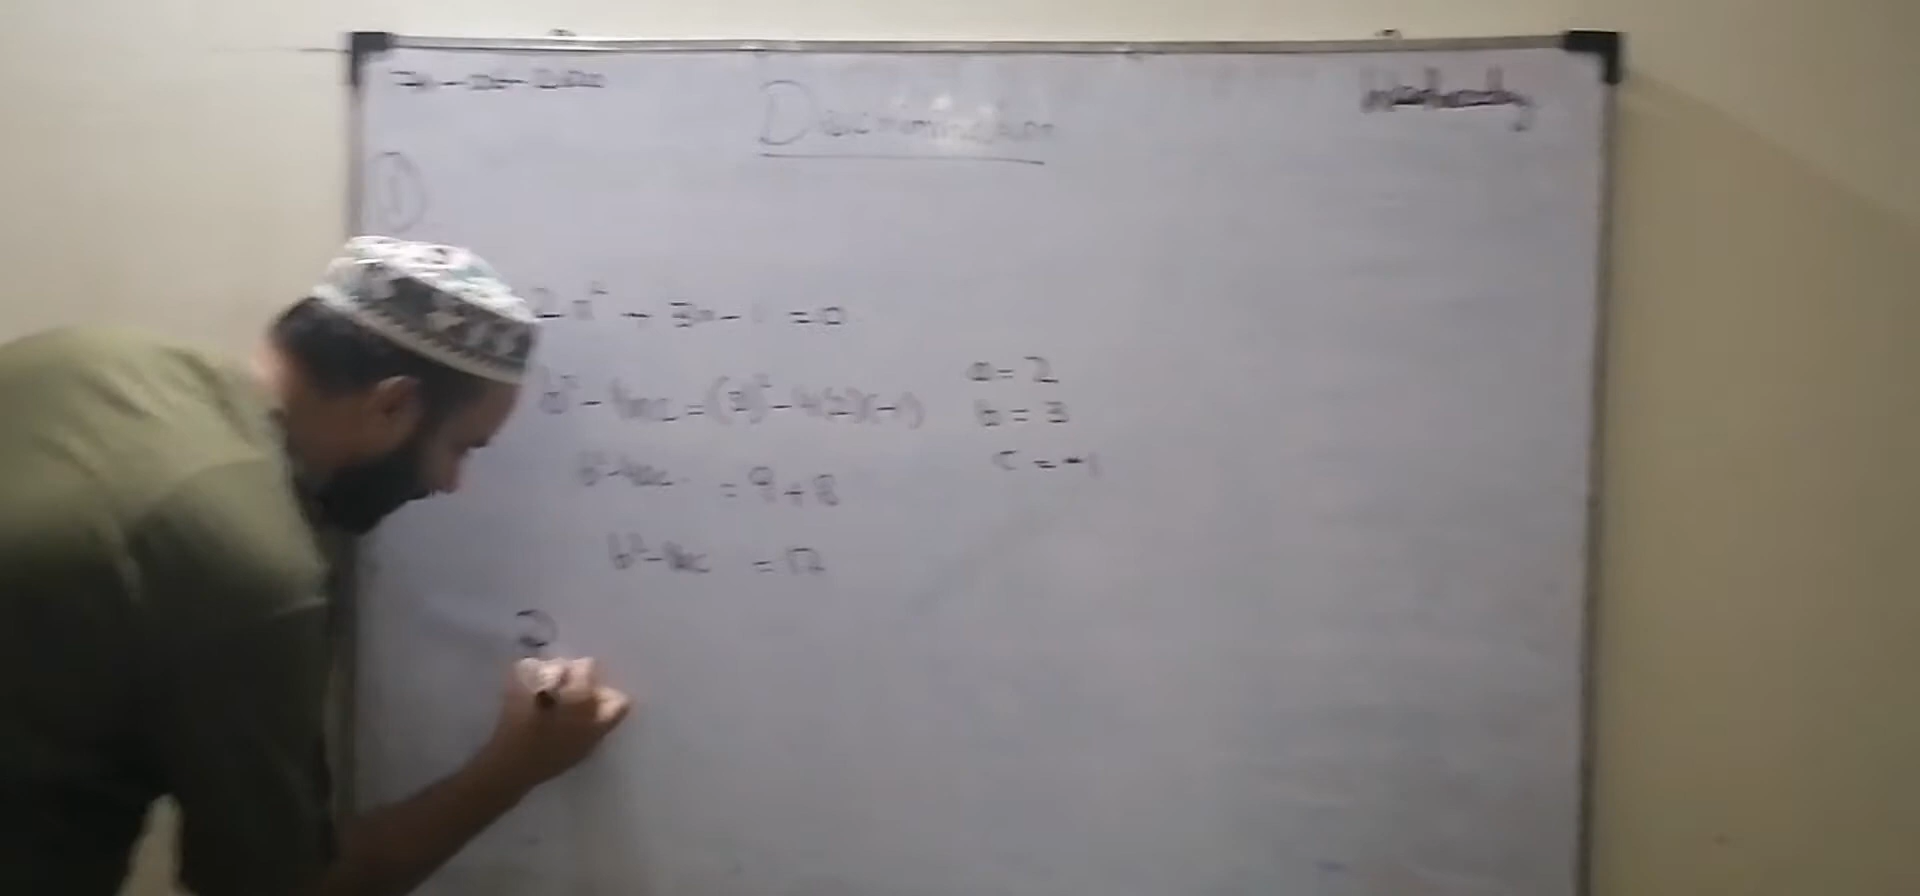 Discrimination
Wednesday
①
2x² + 3x - 1 = 0
a = 2
b² - 4ac = (3)² - 4(2)(-1)
b = 3
c = -1
b² - 4ac = 9 + 8
b² - 4ac = 17